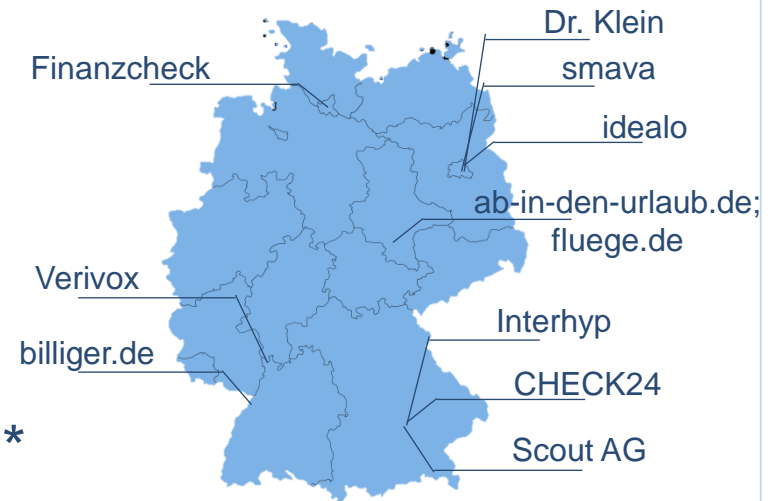 Dr. Klein
Finanzcheck
smava
idealo
ab-in-den-urlaub.de;
fluege.de
Verivox
Interhyp
billiger.de
CHECK24
*
Scout AG